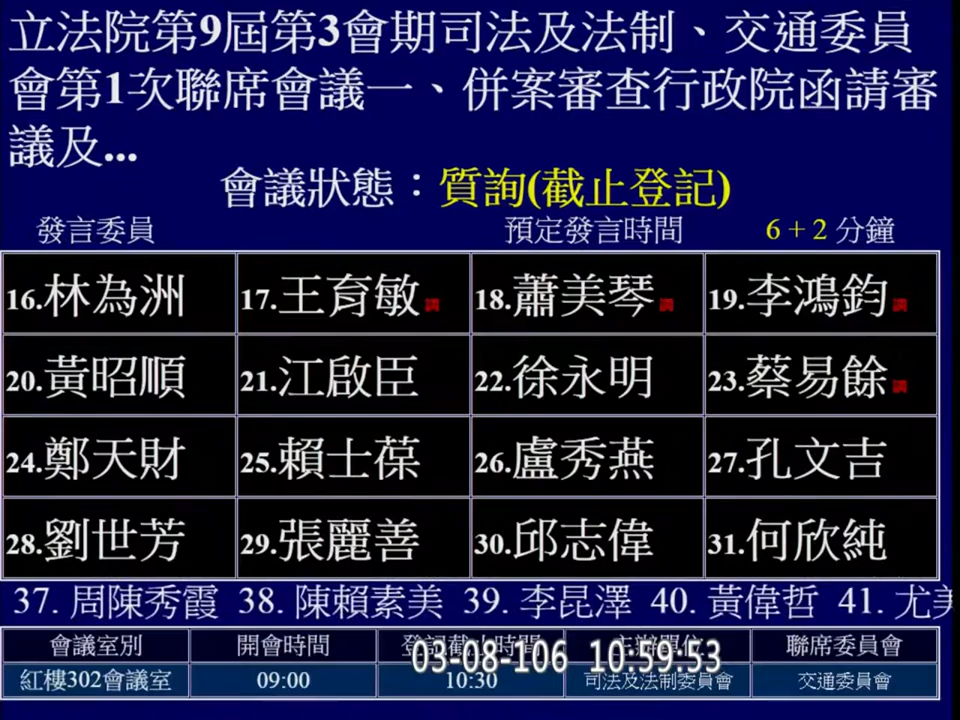 立法院第9屆第3會期司法及法制、交通委員
會第1次聯席會議一、併案審查行政院函請審
議及...
會議狀態：質詢(截止登記)
發言委員 預定發言時間 6 + 2 分鐘
16.林為洲 17.王育敏 18.蕭美琴 19.李鴻鈞
20.黃昭順 21.江啟臣 22.徐永明 23.蔡易餘
24.鄭天財 25.賴士葆 26.盧秀燕 27.孔文吉
28.劉世芳 29.張麗善 30.邱志偉 31.何欣純
37. 周陳秀霞 38. 陳賴素美 39. 李昆澤 40. 黃偉哲 41. 尤美
會議室別 開會時間 登記截止時間 主辦單位 聯席委員會
03-08-106 10:59:53
紅樓302會議室 09:00 10:30 司法及法制委員會 交通委員會